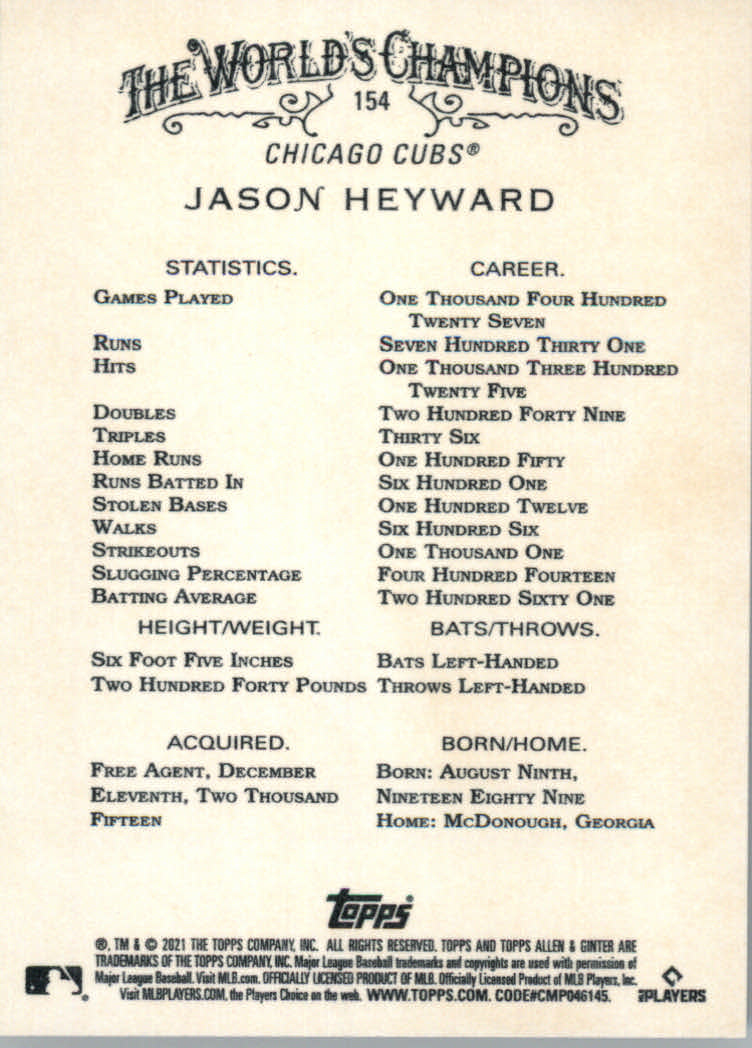 THE WORLD'S CHAMPIONS
154
CHICAGO CUBS®
JASON HEYWARD
STATISTICS. CAREER.
GAMES PLAYED ONE THOUSAND FOUR HUNDRED
TWENTY SEVEN
RUNS SEVEN HUNDRED THIRTY ONE
HITS ONE THOUSAND THREE HUNDRED
TWENTY FIVE
DOUBLES TWO HUNDRED FORTY NINE
TRIPLES THIRTY SIX
HOME RUNS ONE HUNDRED FIFTY
RUNS BATTED IN SIX HUNDRED ONE
STOLEN BASES ONE HUNDRED TWELVE
WALKS SIX HUNDRED SIX
STRIKEOUTS ONE THOUSAND ONE
SLUGGING PERCENTAGE FOUR HUNDRED FOURTEEN
BATTING AVERAGE TWO HUNDRED SIXTY ONE
HEIGHT/WEIGHT. BATS/THROWS.
SIX FOOT FIVE INCHES BATS LEFT-HANDED
TWO HUNDRED FORTY POUNDS THROWS LEFT-HANDED
ACQUIRED. BORN/HOME.
FREE AGENT, DECEMBER BORN: AUGUST NINTH,
ELEVENTH, TWO THOUSAND NINETEEN EIGHTY NINE
FIFTEEN HOME: MCDONOUGH, GEORGIA
Topps®
®, TM & © 2021 THE TOPPS COMPANY, INC. ALL RIGHTS RESERVED. TOPPS AND TOPPS ALLEN & GINTER ARE
TRADEMARKS OF THE TOPPS COMPANY, INC. Major League Baseball trademarks and copyrights are used with permission of
Major League Baseball. Visit MLB.com. OFFICIALLY LICENSED PRODUCT OF MLB. Officially Licensed Product of MLB Players, Inc.
Visit MLBPLAYERS.COM, the Players Choice on the web. WWW.TOPPS.COM. CODE#CMP046145.
PLAYERS